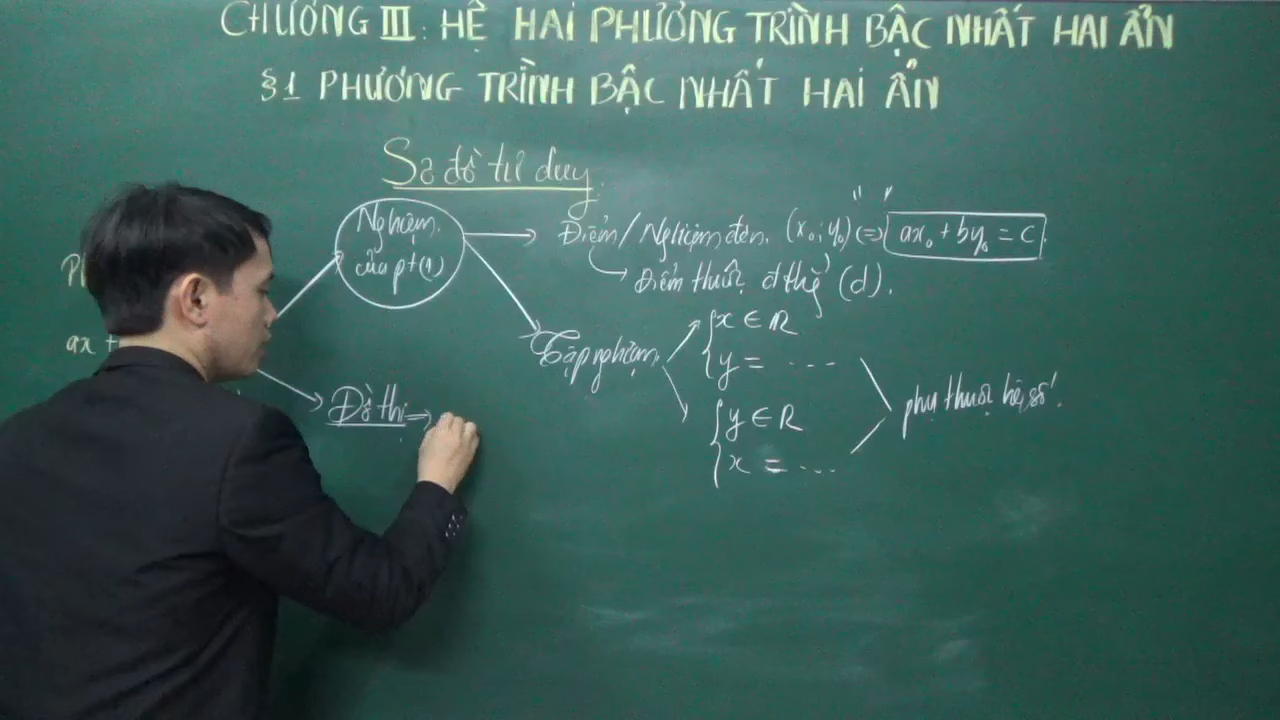 CHƯƠNG III: HỆ HAI PHƯƠNG TRÌNH BẬC NHẤT HAI ẨN
§1 PHƯƠNG TRÌNH BẬC NHẤT HAI ẨN
Sơ đồ tư duy
Nghiệm
của pt(1)
Điểm/Nghiệm đơn (x₀; y₀) <=> ax₀ + by₀ = c
Điểm thuộc đ thị (d).
ax +
Tập nghiệm
{ x ∈ R
y = ...
{ y ∈ R
x = ...
phụ thuộc hệ số!
Đồ thị →